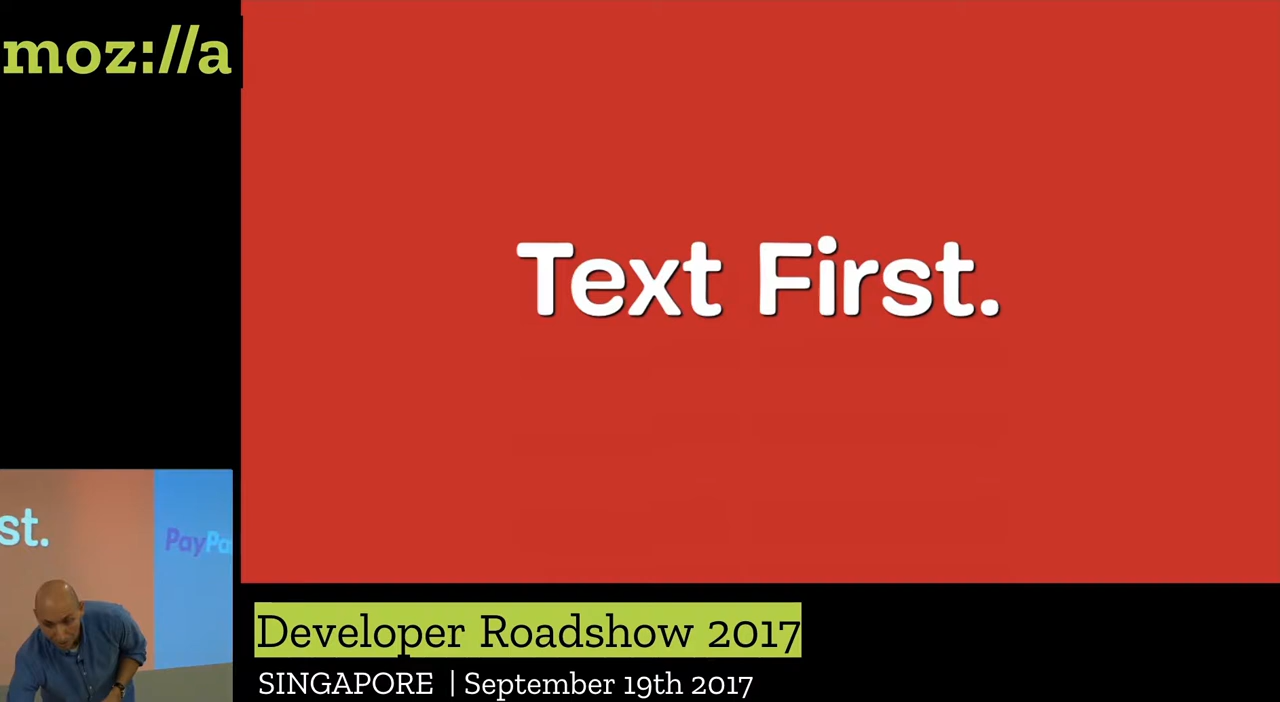 moz://a
Text First.
st.
PayPa
Developer Roadshow 2017
SINGAPORE | September 19th 2017